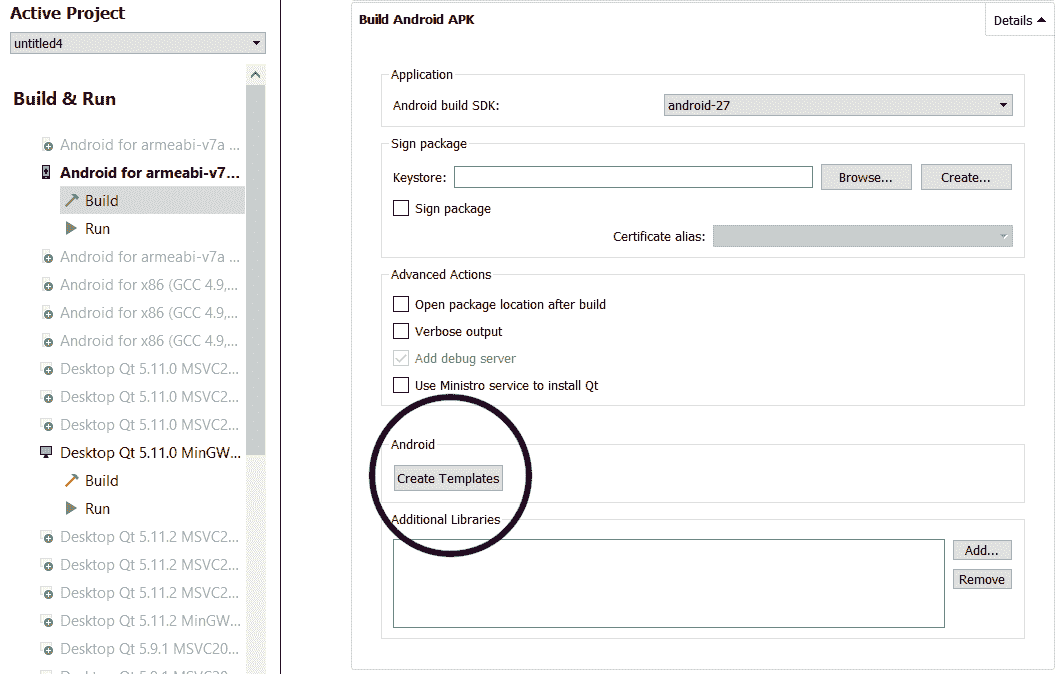 Active Project
untitled4
Build & Run
Android for armeabi-v7a ...
Android for armeabi-v7...
Build
Run
Android for armeabi-v7a ...
Android for x86 (GCC 4.9,...
Android for x86 (GCC 4.9,...
Android for x86 (GCC 4.9,...
Desktop Qt 5.11.0 MSVC2...
Desktop Qt 5.11.0 MSVC2...
Desktop Qt 5.11.0 MSVC2...
Desktop Qt 5.11.0 MinGW...
Build
Run
Desktop Qt 5.11.2 MSVC2...
Desktop Qt 5.11.2 MSVC2...
Desktop Qt 5.11.2 MSVC2...
Desktop Qt 5.11.2 MinGW...
Desktop Qt 5.9.1 MSVC20...
Build Android APK
Details
Application
Android build SDK: android-27
Sign package
Keystore: Browse... Create...
Sign package
Certificate alias:
Advanced Actions
Open package location after build
Verbose output
Add debug server
Use Ministro service to install Qt
Android
Create Templates
Additional Libraries
Add...
Remove